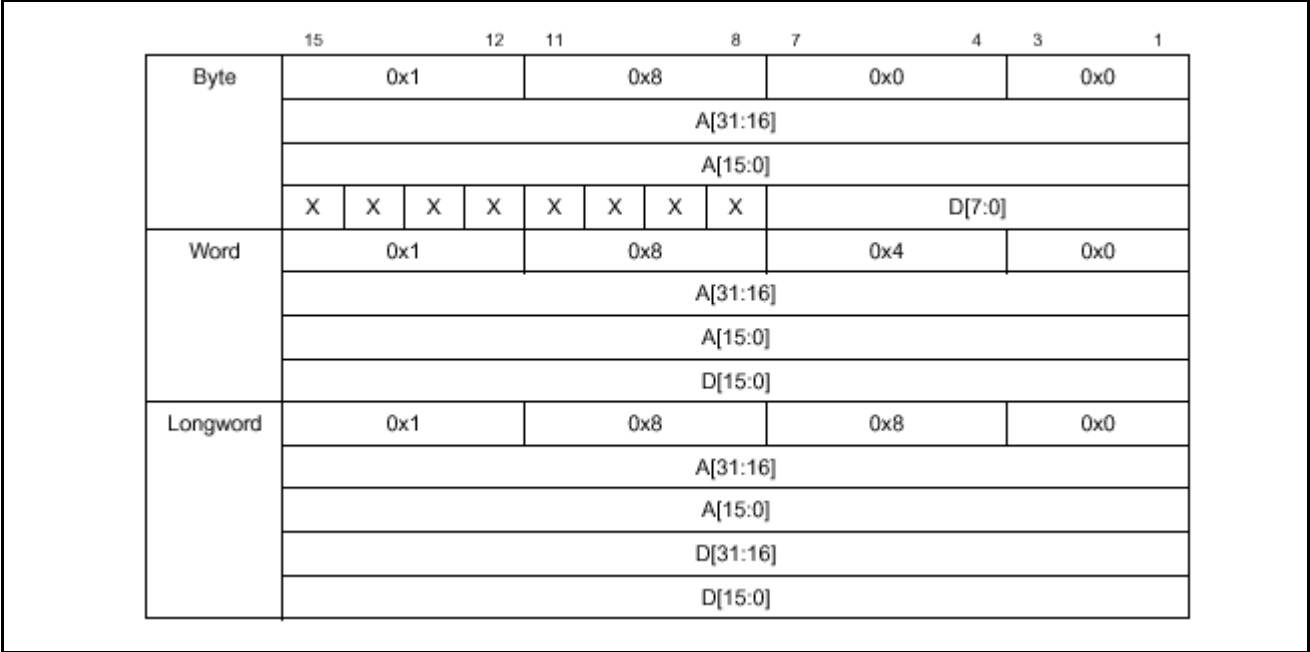 15 12 11 8 7 4 3 1
Byte 0x1 0x8 0x0 0x0
A[31:16]
A[15:0]
X X X X X X X X D[7:0]
Word 0x1 0x8 0x4 0x0
A[31:16]
A[15:0]
D[15:0]
Longword 0x1 0x8 0x8 0x0
A[31:16]
A[15:0]
D[31:16]
D[15:0]